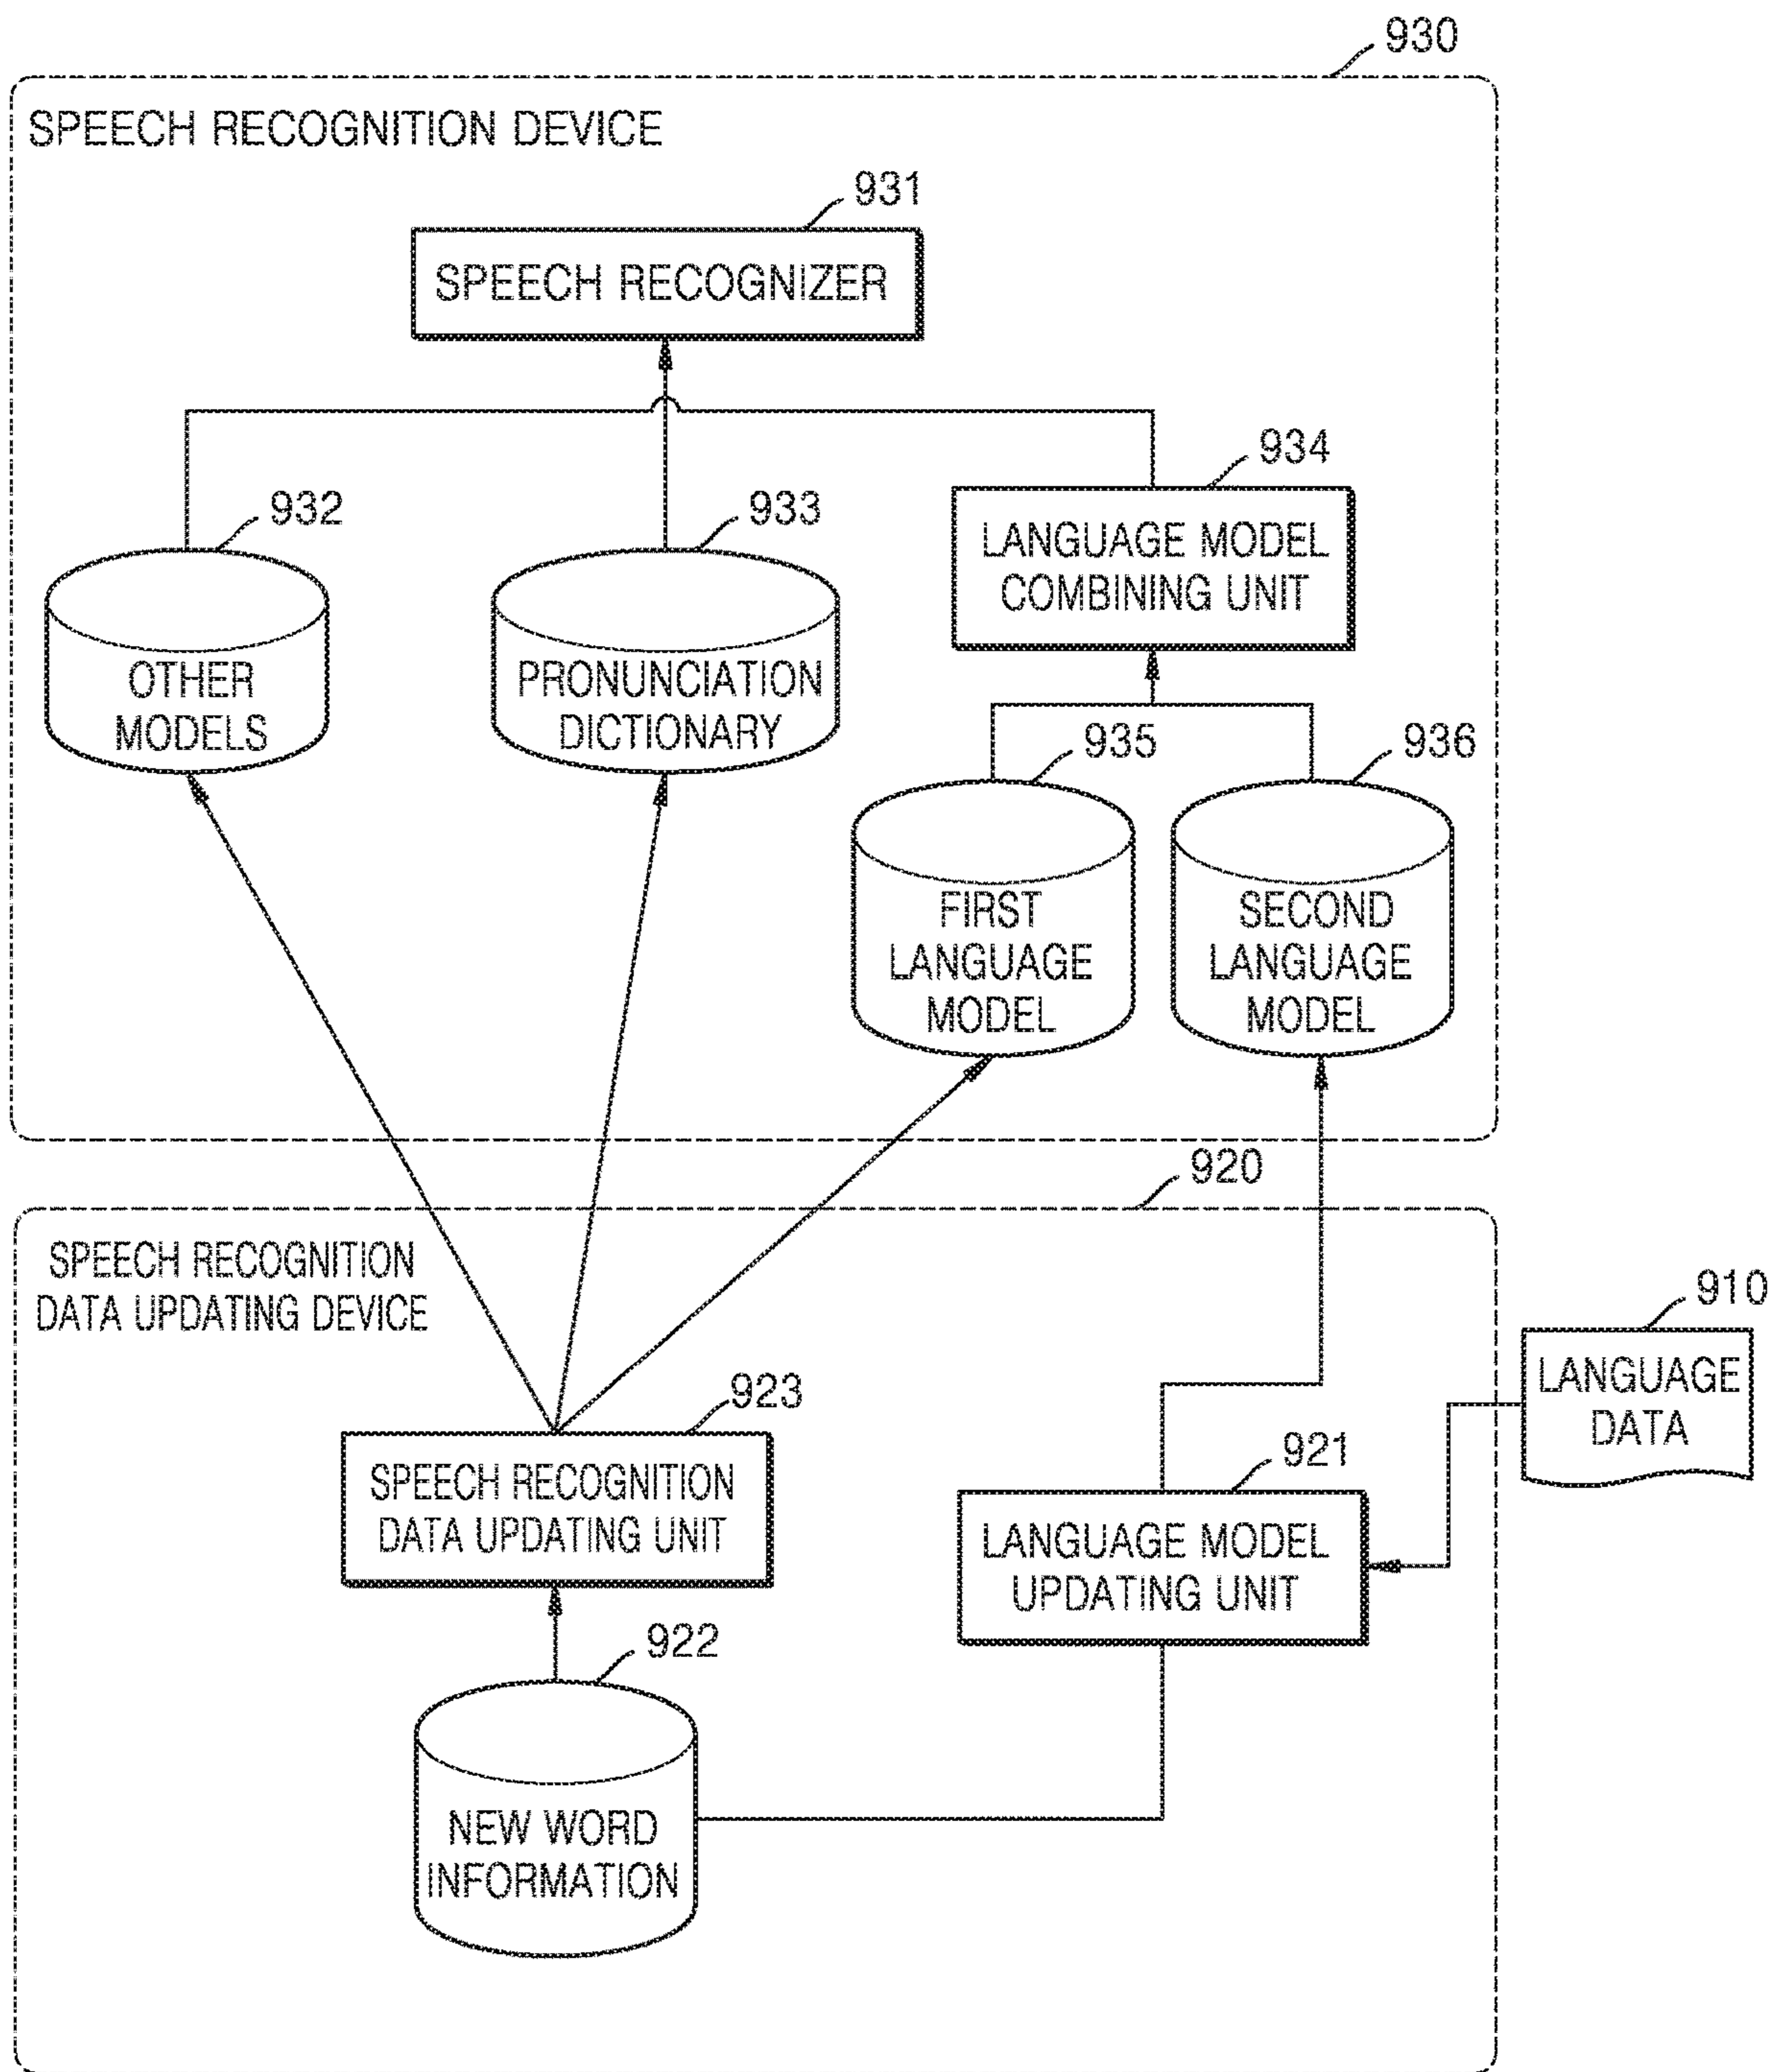 930
SPEECH RECOGNITION DEVICE
931
SPEECH RECOGNIZER
934
932
933
LANGUAGE MODEL
COMBINING UNIT
OTHER
MODELS
PRONUNCIATION
DICTIONARY
935
936
FIRST
LANGUAGE
MODEL
SECOND
LANGUAGE
MODEL
920
SPEECH RECOGNITION
DATA UPDATING DEVICE
910
LANGUAGE
DATA
923
SPEECH RECOGNITION
DATA UPDATING UNIT
921
LANGUAGE MODEL
UPDATING UNIT
922
NEW WORD
INFORMATION